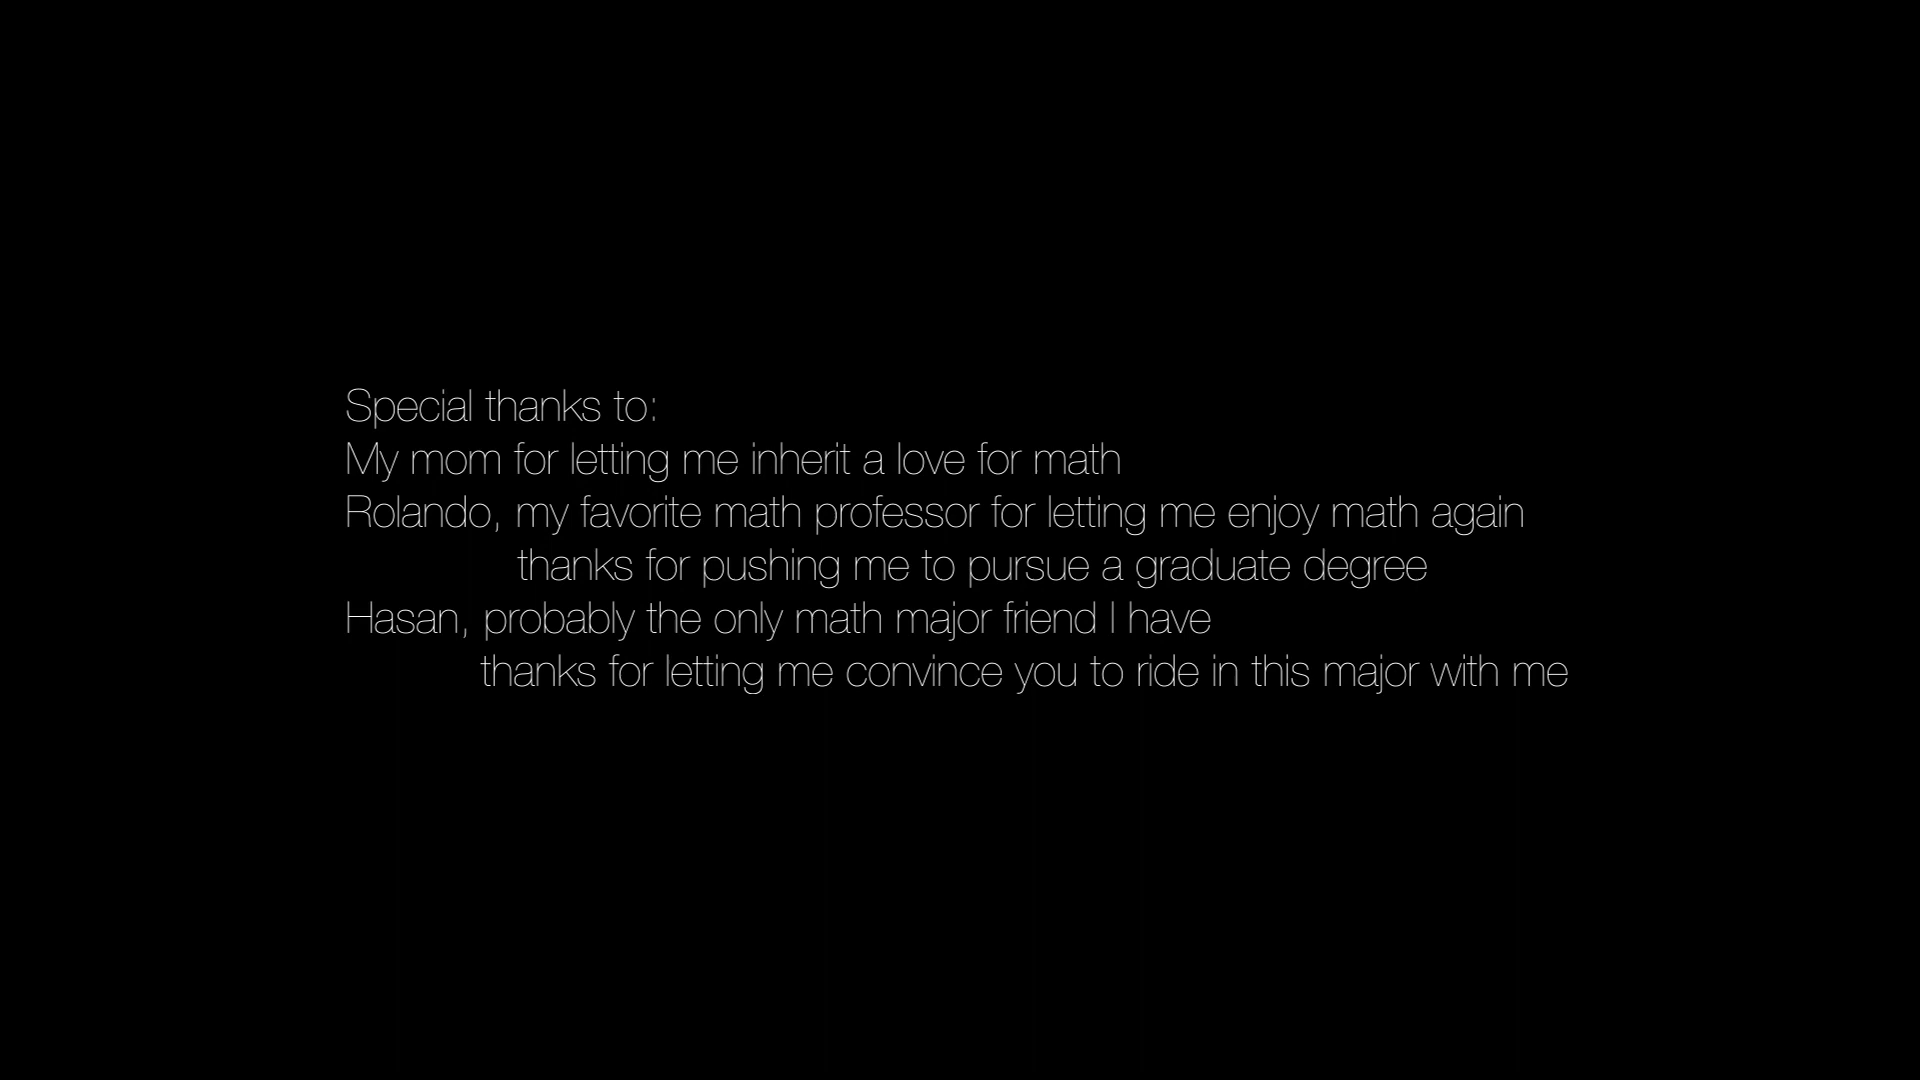 Special thanks to:
My mom for letting me inherit a love for math
Rolando, my favorite math professor for letting me enjoy math again
thanks for pushing me to pursue a graduate degree
Hasan, probably the only math major friend I have
thanks for letting me convince you to ride in this major with me